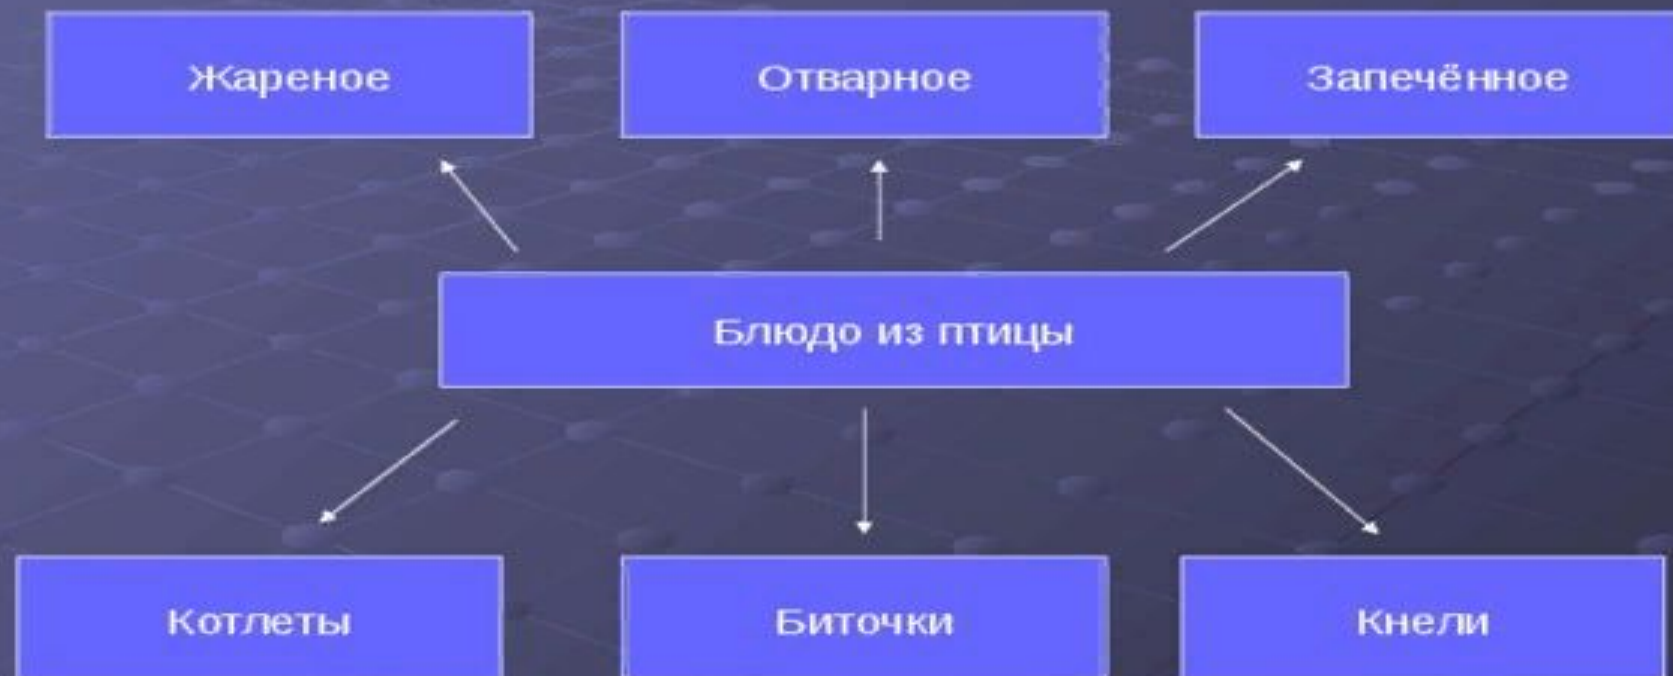 Жареное
Отварное
Запечённое
Блюдо из птицы
Котлеты
Биточки
Кнели